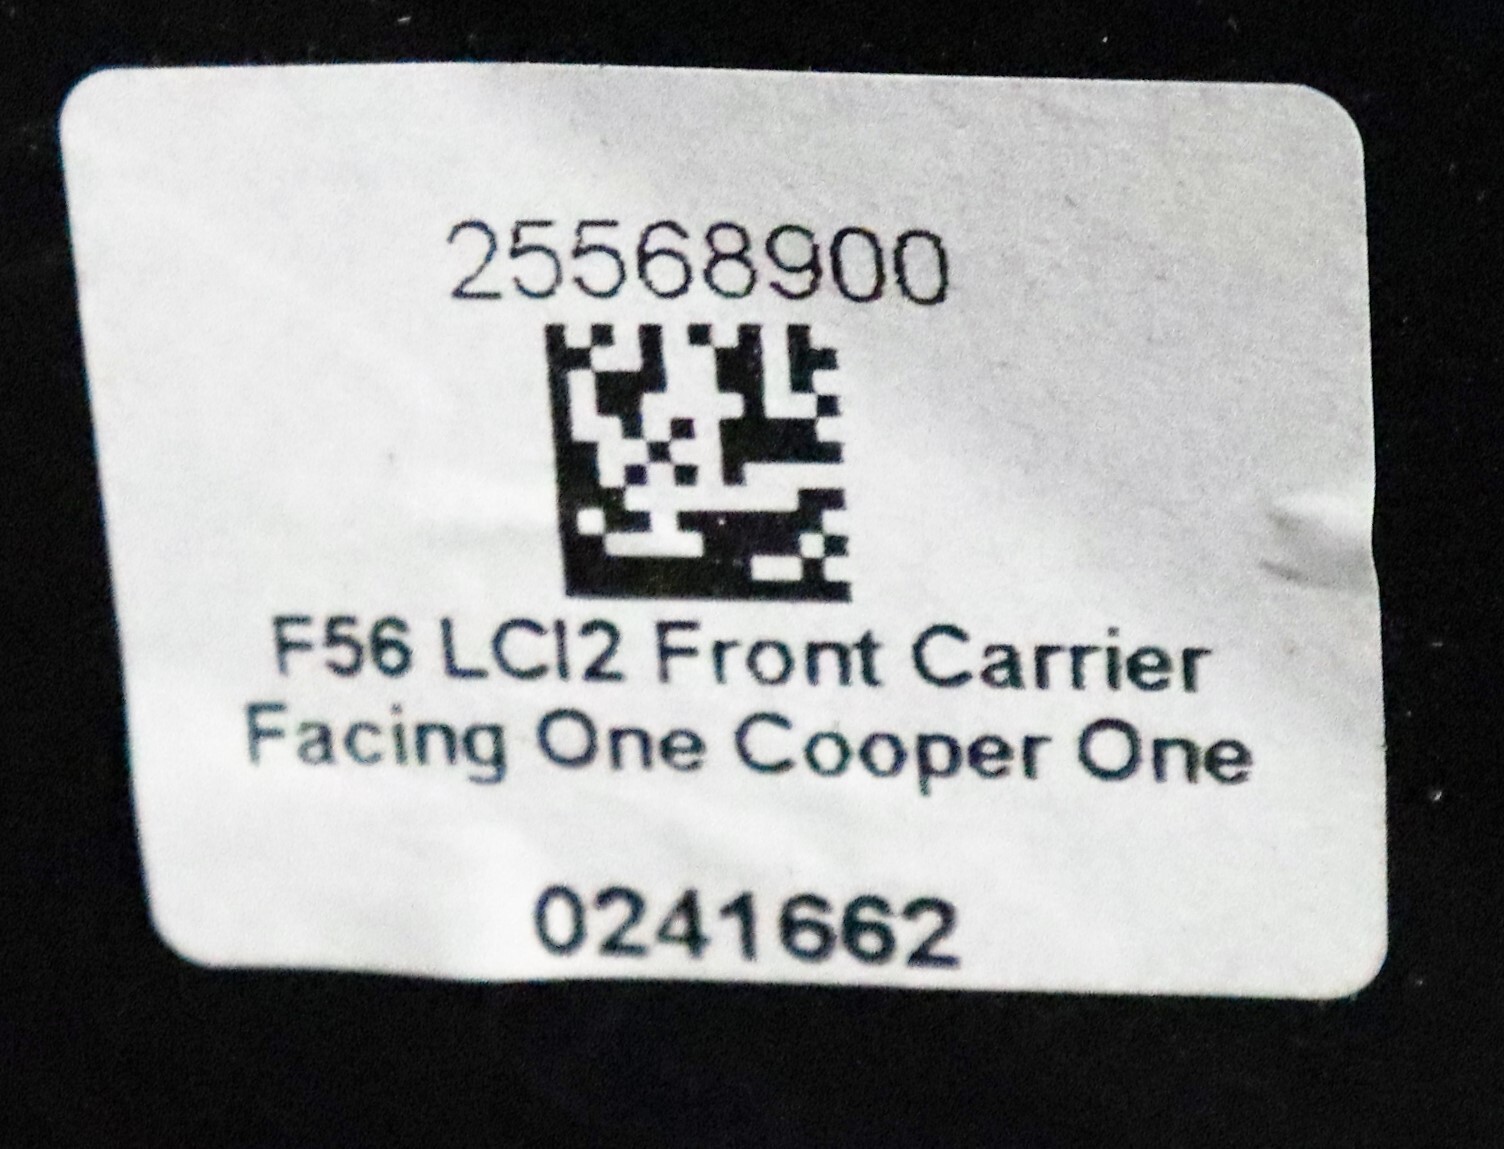 25568900
F56 LCI2 Front Carrier
Facing One Cooper One
0241662